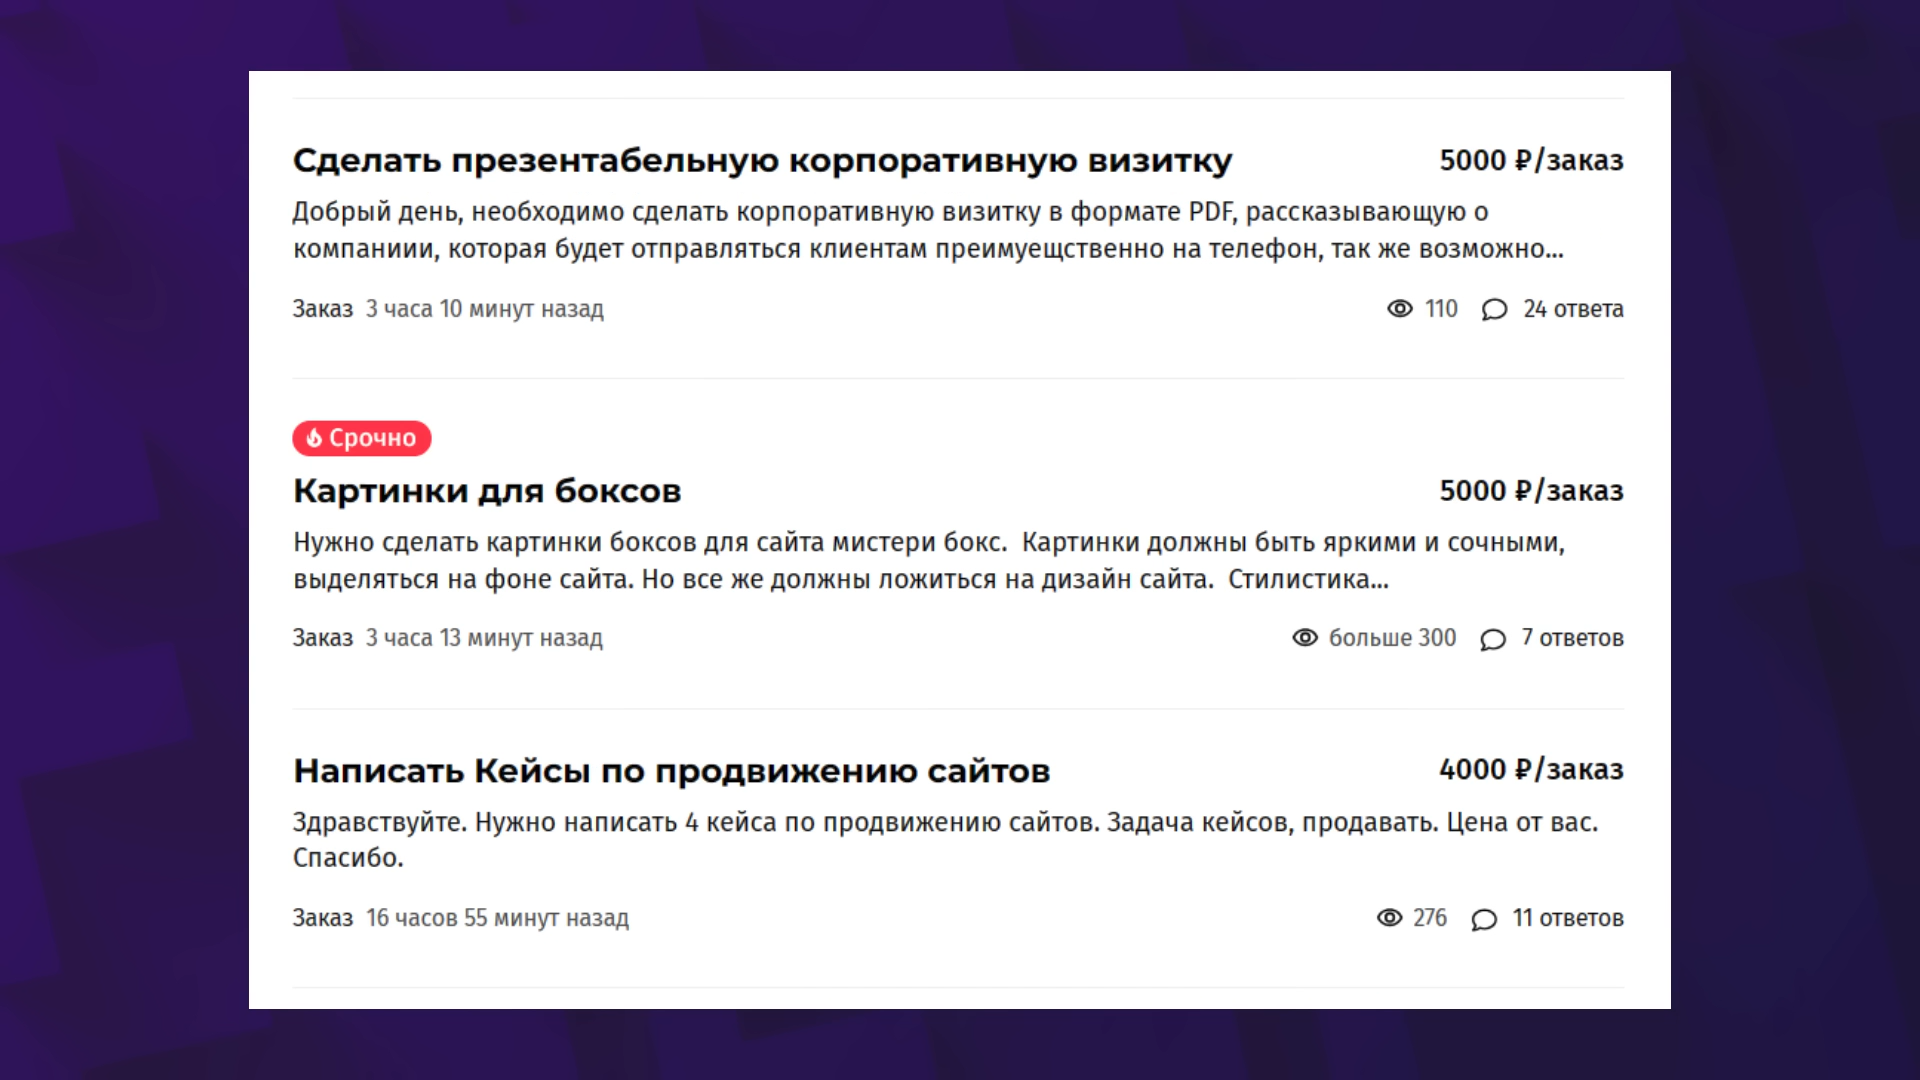 Сделать презентабельную корпоративную визитку
5000 ₽/заказ
Добрый день, необходимо сделать корпоративную визитку в формате PDF, рассказывающую о
компаниии, которая будет отправляться клиентам преимуещственно на телефон, так же возможно...
Заказ 3 часа 10 минут назад
110 24 ответа
Срочно
Картинки для боксов
5000 ₽/заказ
Нужно сделать картинки боксов для сайта мистери бокс. Картинки должны быть яркими и сочными,
выделяться на фоне сайта. Но все же должны ложиться на дизайн сайта. Стилистика...
Заказ 3 часа 13 минут назад
больше 300 7 ответов
Написать Кейсы по продвижению сайтов
4000 ₽/заказ
Здравствуйте. Нужно написать 4 кейса по продвижению сайтов. Задача кейсов, продавать. Цена от вас.
Спасибо.
Заказ 16 часов 55 минут назад
276 11 ответов